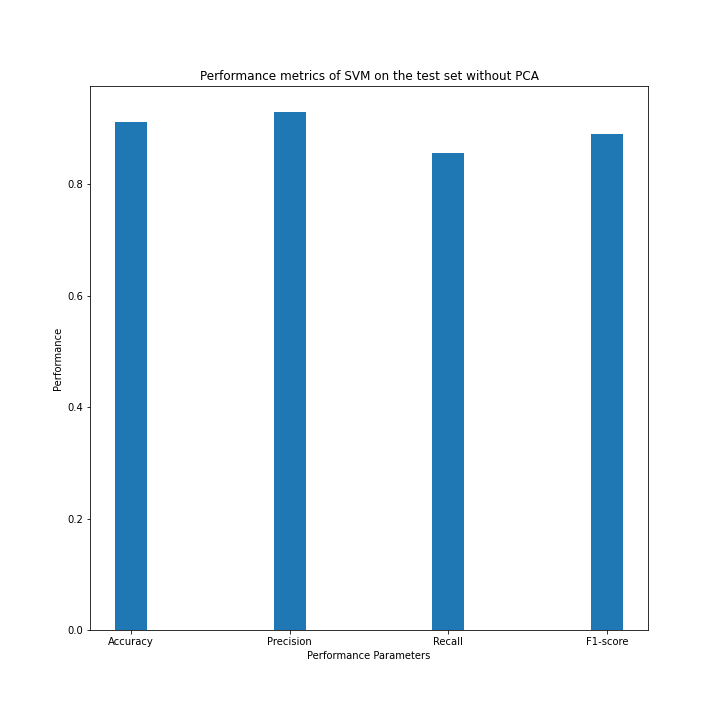 Performance metrics of SVM on the test set without PCA
0.8
0.6
0.4
0.2
0.0
Performance
Accuracy Precision Recall F1-score
Performance Parameters